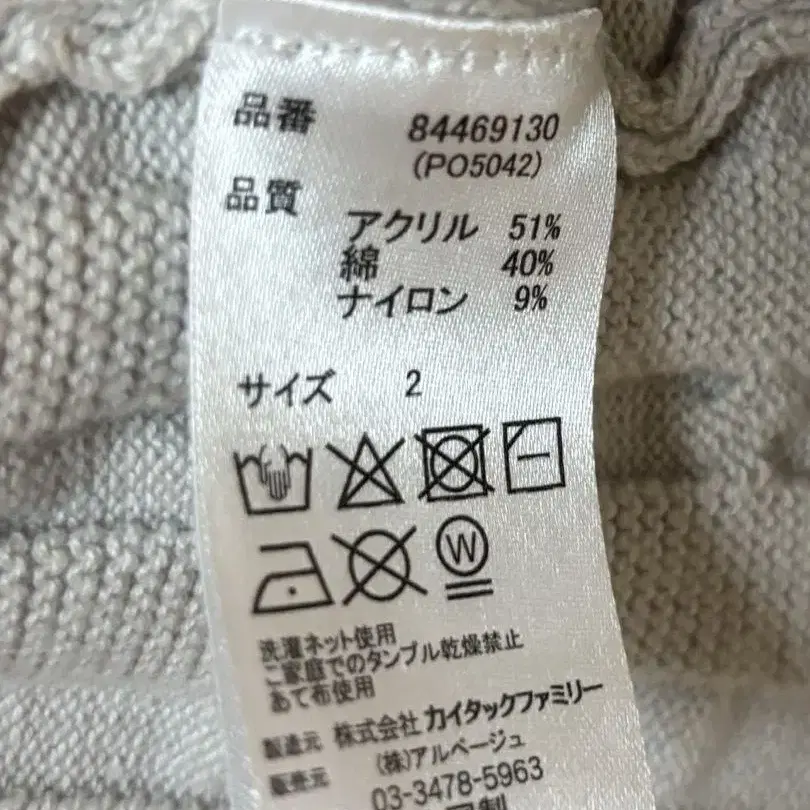 品番 84469130
(PO5042)
品質
アクリル 51%
綿 40%
ナイロン 9%
サイズ 2
W
洗濯ネット使用
ご家庭でのタンブル乾燥禁止
あて布使用
製造元 株式会社 カイタックファミリー
販売元 (株)アルページュ
03-3478-5963